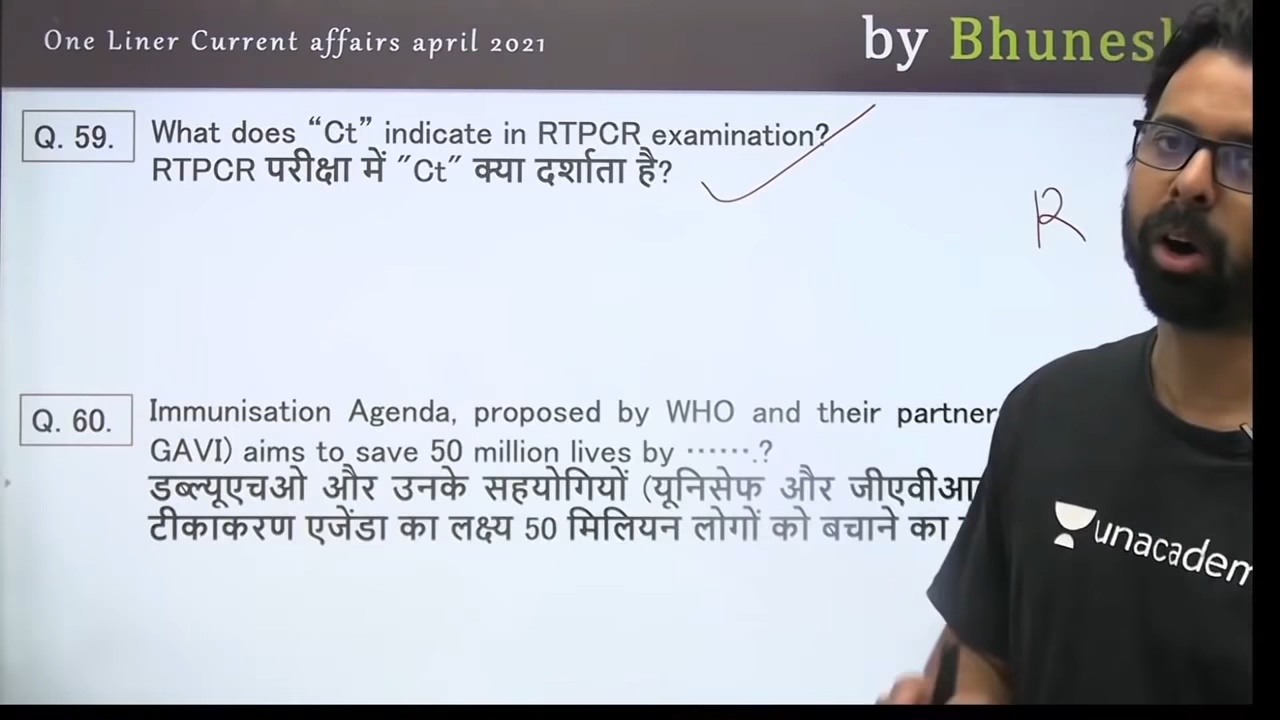 One Liner Current affairs april 2021
by Bhunesh
Q. 59.
What does “Ct” indicate in RTPCR examination?
RTPCR परीक्षा में "Ct" क्या दर्शाता है?
R
Q. 60.
Immunisation Agenda, proposed by WHO and their partner
GAVI) aims to save 50 million lives by …….?
डब्ल्यूएचओ और उनके सहयोगियों (यूनिसेफ और जीएवीआ
टीकाकरण एजेंडा का लक्ष्य 50 मिलियन लोगों को बचाने का
unacadem